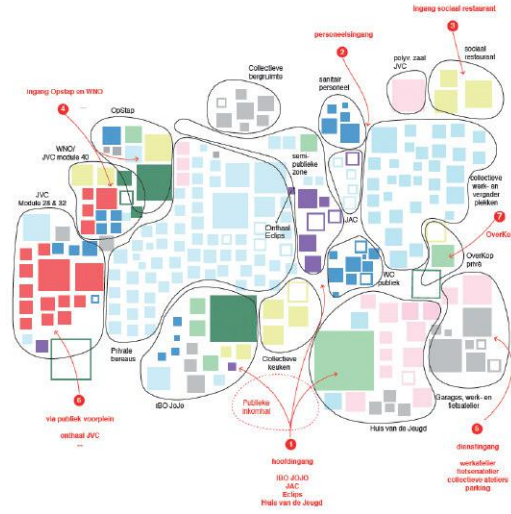 ingang sociaal restaurant
3
personeelsingang
2
polyv. zaal
JVC
sociaal
restaurant
Collectieve
bergruimte
sanitair
personeel
ingang Opstap en WNO
4
...
OpStap
WNO/
JVC module 40
JVC
Module 28 & 32
semi-
publieke
zone
Onthaal
Eclips
JAC
collectieve
werk- en
vergader
plekken
7
OverKo
OverKop
privé
WC
publiek
Private
bureaus
IBO JoJo
Collectieve
keuken
Garages, werk- en
fietsatelier
Huis van de Jeugd
6
via publiek voorplein
onthaal JVC
...
Publieke
inkomhal
1
hoofdingang
IBO JOJO
JAC
Eclips
Huis van de Jeugd
5
dienstingang
werkatelier
fietsenatelier
collectieve ateliers
parking